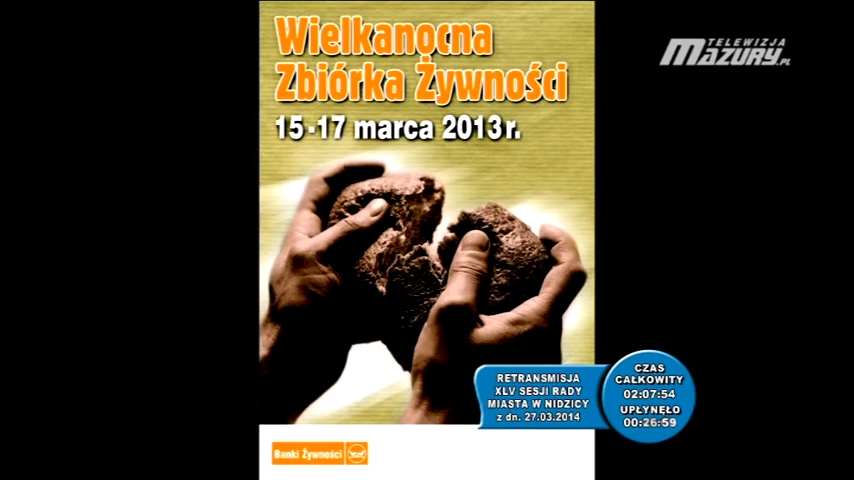 Wielkanocna
Zbiórka Żywności
15-17 marca 2013 r.
TELEWIZJA
MAZURY.PL
RETRANSMISJA
XLV SESJI RADY
MIASTA W NIDZICY
z dn. 27.03.2014
CZAS
CAŁKOWITY
02:07:54
UPŁYNĘŁO
00:26:59
Banki Żywności